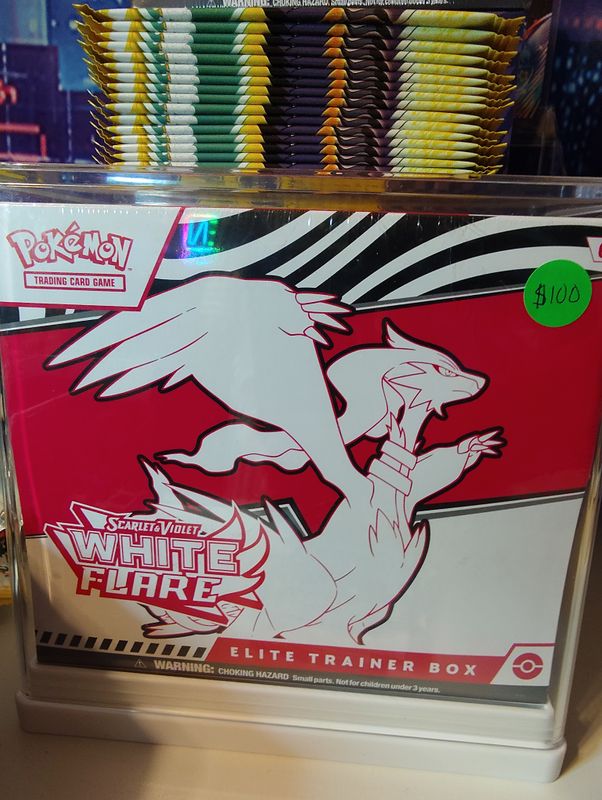 WARNING: CHOKING HAZARD. Small parts. Not for children under 3 years.
POKéMON
TRADING CARD GAME
$100
SCARLET & VIOLET
WHITE
FLARE
ELITE TRAINER BOX
WARNING: CHOKING HAZARD Small parts. Not for children under 3 years.